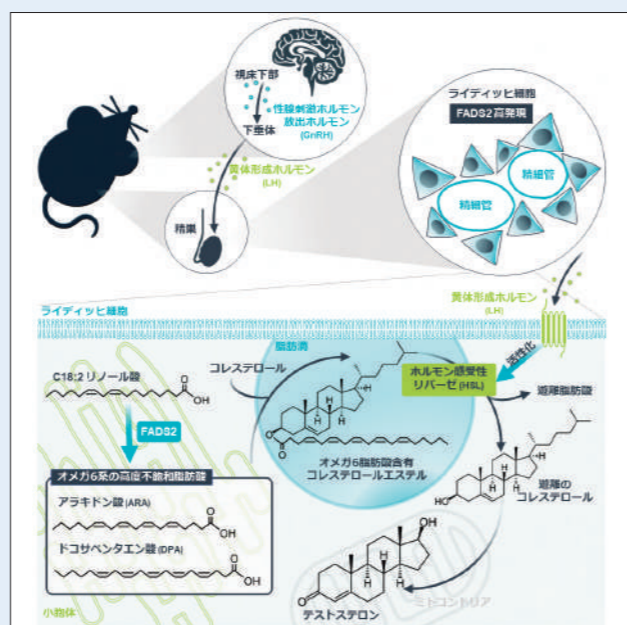 視床下部
性腺刺激ホルモン
放出ホルモン
(GnRH)
下垂体
黄体形成ホルモン
(LH)
精巣
ライディッヒ細胞
FADS2高発現
精細管
精細管
ライディッヒ細胞
黄体形成ホルモン
(LH)
脂肪滴
活性化
C18:2 リノール酸
コレステロール
ホルモン感受性
リパーゼ(HSL)
遊離脂肪酸
OH
O
FADS2
H
H
H
O
O
オメガ6脂肪酸含有
コレステロールエステル
H
H
H
HO
遊離の
コレステロール
オメガ6系の高度不飽和脂肪酸
アラキドン酸(ARA)
O
OH
ドコサペンタエン酸(DPA)
O
OH
OH
H
H
H
O
テストステロン
ミトコンドリア
小胞体